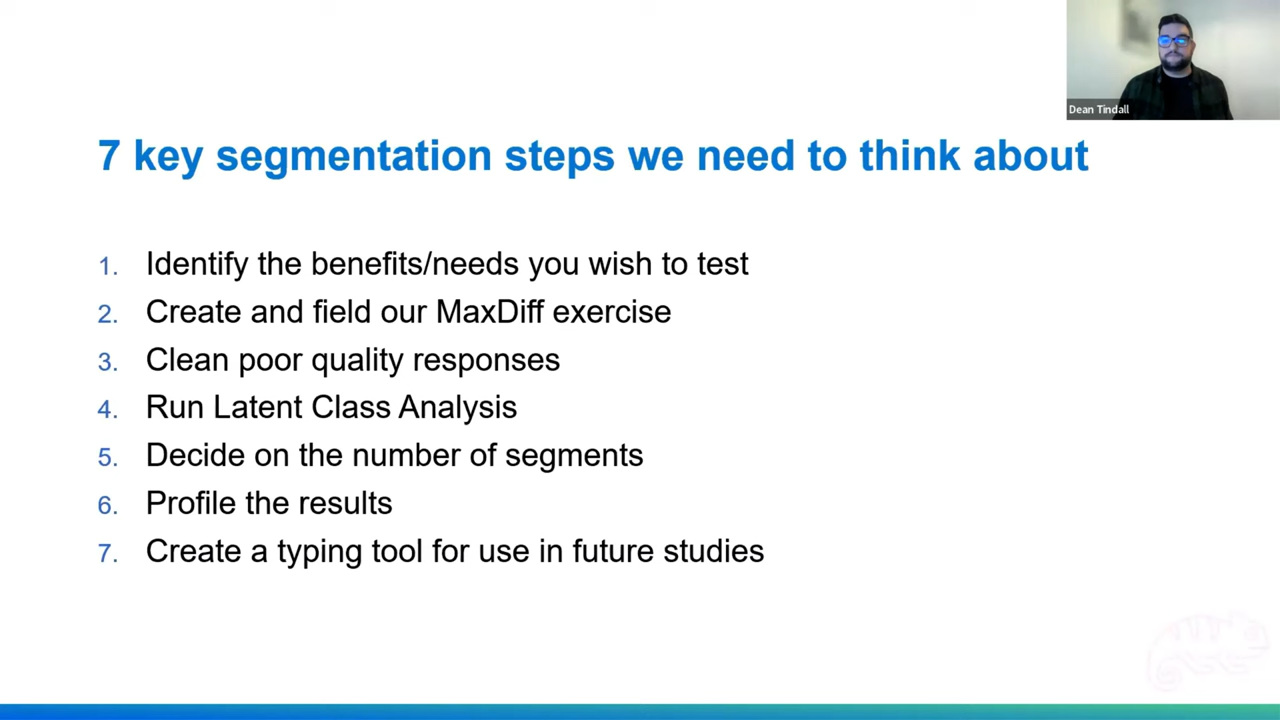 Dean Tindall
7 key segmentation steps we need to think about
1. Identify the benefits/needs you wish to test
2. Create and field our MaxDiff exercise
3. Clean poor quality responses
4. Run Latent Class Analysis
5. Decide on the number of segments
6. Profile the results
7. Create a typing tool for use in future studies